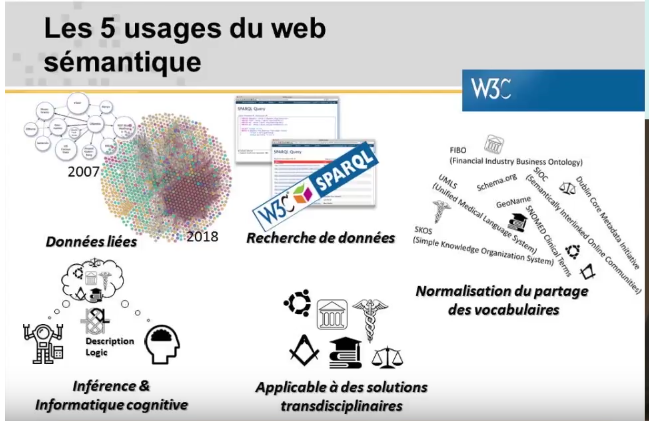 Les 5 usages du web
sémantique
W3C
2007
2018
Données liées
SPARQL Query
SPARQL Query
W3C SPARQL
Recherche de données
FIBO
(Financial Industry Business Ontology)
Schema.org
UMLS
(Unified Medical Language System)
GeoName
SIOC
(Semantically Interlinked Online Communities)
Dublin Core Metadata Initiative
SNOMED Clinical Terms
SKOS
(Simple Knowledge Organization System)
Normalisation du partage
des vocabulaires
Description
Logic
Inférence &
Informatique cognitive
Applicable à des solutions
transdisciplinaires